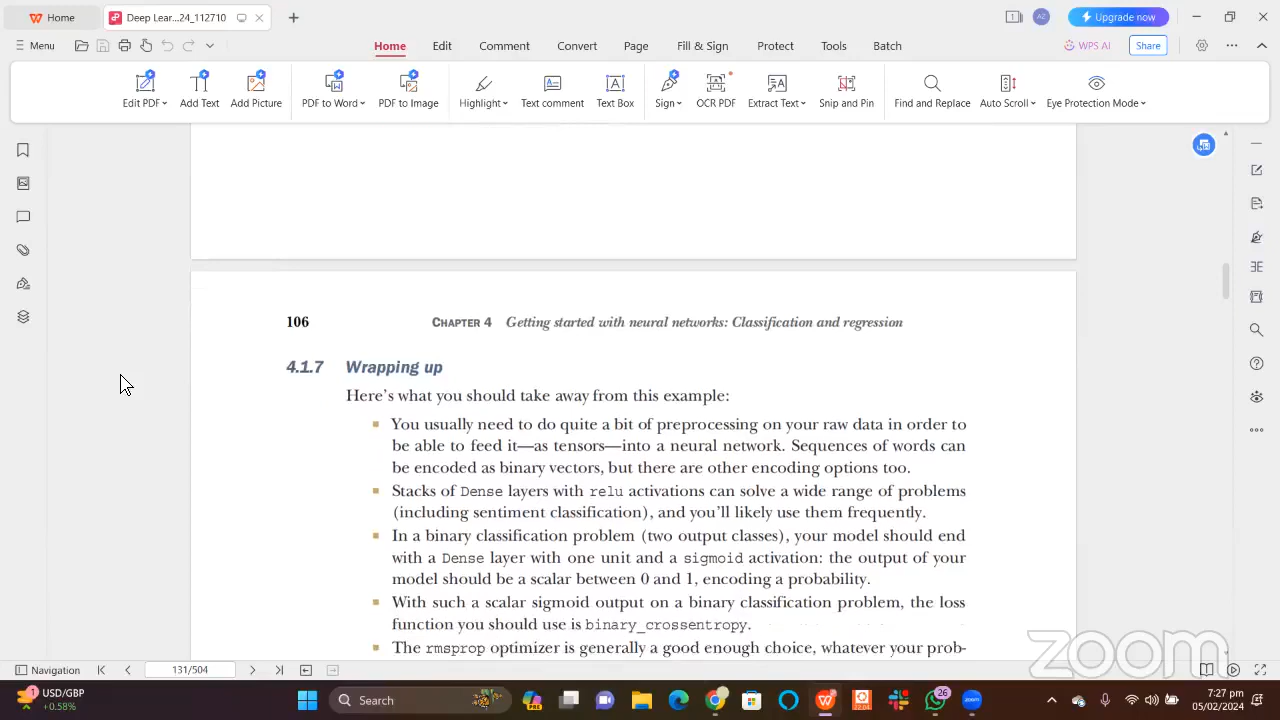 Home
Deep Lear...24_112710
1
AZ
Upgrade now
Menu
Home
Edit
Comment
Convert
Page
Fill & Sign
Protect
Tools
Batch
WPS AI
Share
Edit PDF
Add Text
Add Picture
PDF to Word
PDF to Image
Highlight
Text comment
Text Box
Sign
OCR PDF
Extract Text
Snip and Pin
Find and Replace
Auto Scroll
Eye Protection Mode
106 CHAPTER 4 Getting started with neural networks: Classification and regression
4.1.7 Wrapping up
Here's what you should take away from this example:
You usually need to do quite a bit of preprocessing on your raw data in order to
be able to feed it—as tensors—into a neural network. Sequences of words can
be encoded as binary vectors, but there are other encoding options too.
Stacks of Dense layers with relu activations can solve a wide range of problems
(including sentiment classification), and you'll likely use them frequently.
In a binary classification problem (two output classes), your model should end
with a Dense layer with one unit and a sigmoid activation: the output of your
model should be a scalar between 0 and 1, encoding a probability.
With such a scalar sigmoid output on a binary classification problem, the loss
function you should use is binary_crossentropy.
The rmsprop optimizer is generally a good enough choice, whatever your prob-
zoom
Navigation
131/504
1
USD/GBP
+0.58%
Search
26
7:27 pm
05/02/2024